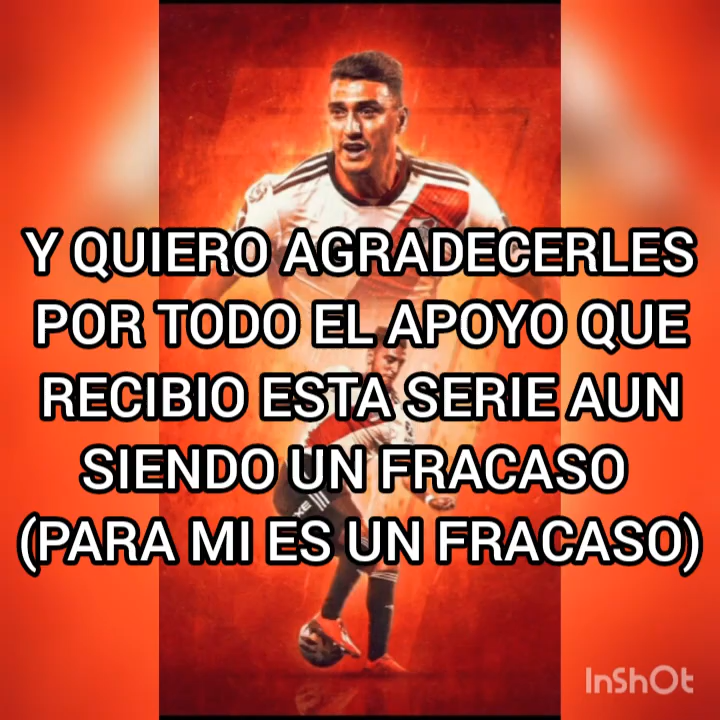 Y QUIERO AGRADECERLES
POR TODO EL APOYO QUE
RECIBIO ESTA SERIE AUN
SIENDO UN FRACASO
(PARA MI ES UN FRACASO)
InShOt